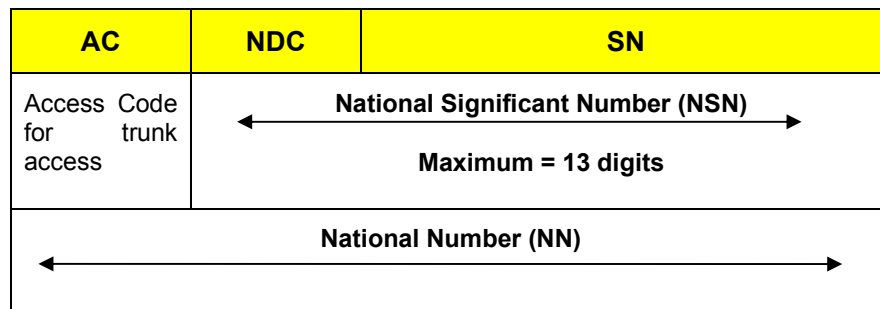 AC NDC SN
Access Code
for trunk
access
National Significant Number (NSN)
Maximum = 13 digits
National Number (NN)